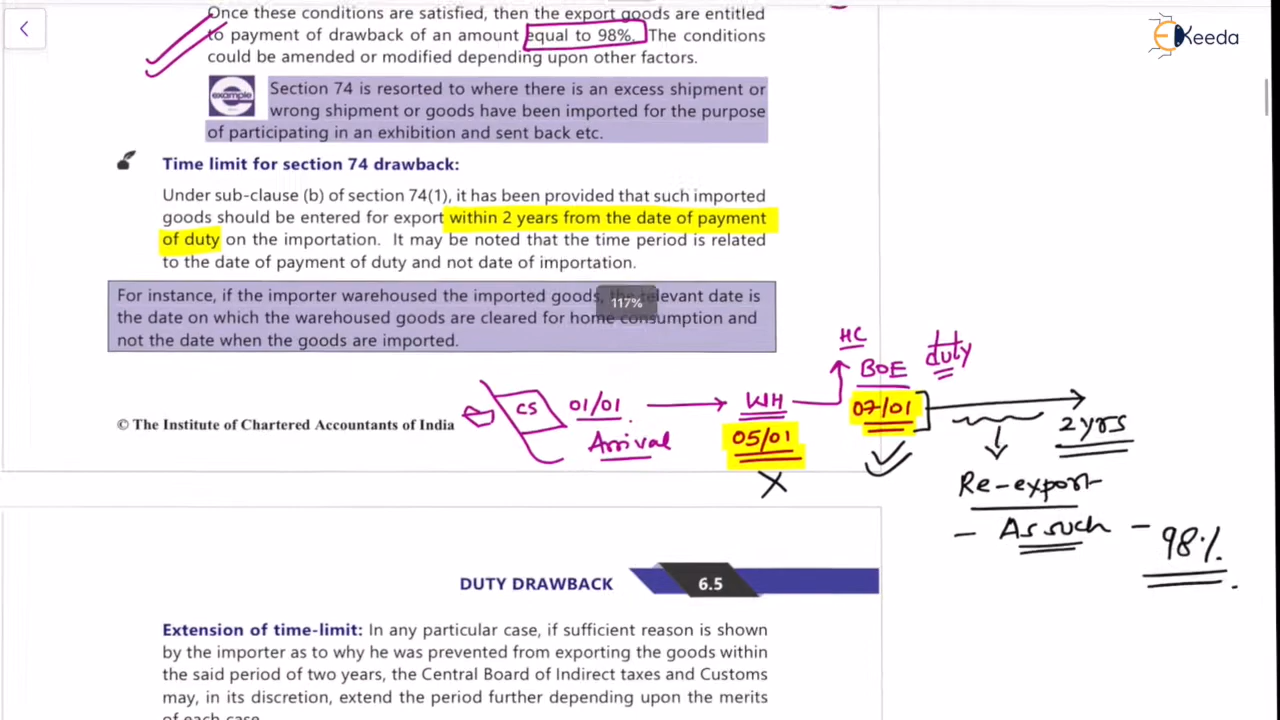 Once these conditions are satisfied, then the export goods are entitled
to payment of drawback of an amount equal to 98%. The conditions
could be amended or modified depending upon other factors.
Keeda
example
Section 74 is resorted to where there is an excess shipment or
wrong shipment or goods have been imported for the purpose
of participating in an exhibition and sent back etc.
Time limit for section 74 drawback:
Under sub-clause (b) of section 74(1), it has been provided that such imported
goods should be entered for export within 2 years from the date of payment
of duty on the importation. It may be noted that the time period is related
to the date of payment of duty and not date of importation.
For instance, if the importer warehoused the imported goods, the relevant date is
117%
the date on which the warehoused goods are cleared for home consumption and
not the date when the goods are imported.
HC
BOE duty
CS 01/01 WH 07/01
Arrival 05/01 2 yrs
© The Institute of Chartered Accountants of India
X
Re-export
- As such - 98%.
DUTY DRAWBACK 6.5
Extension of time-limit: In any particular case, if sufficient reason is shown
by the importer as to why he was prevented from exporting the goods within
the said period of two years, the Central Board of Indirect taxes and Customs
may, in its discretion, extend the period further depending upon the merits
of each case.